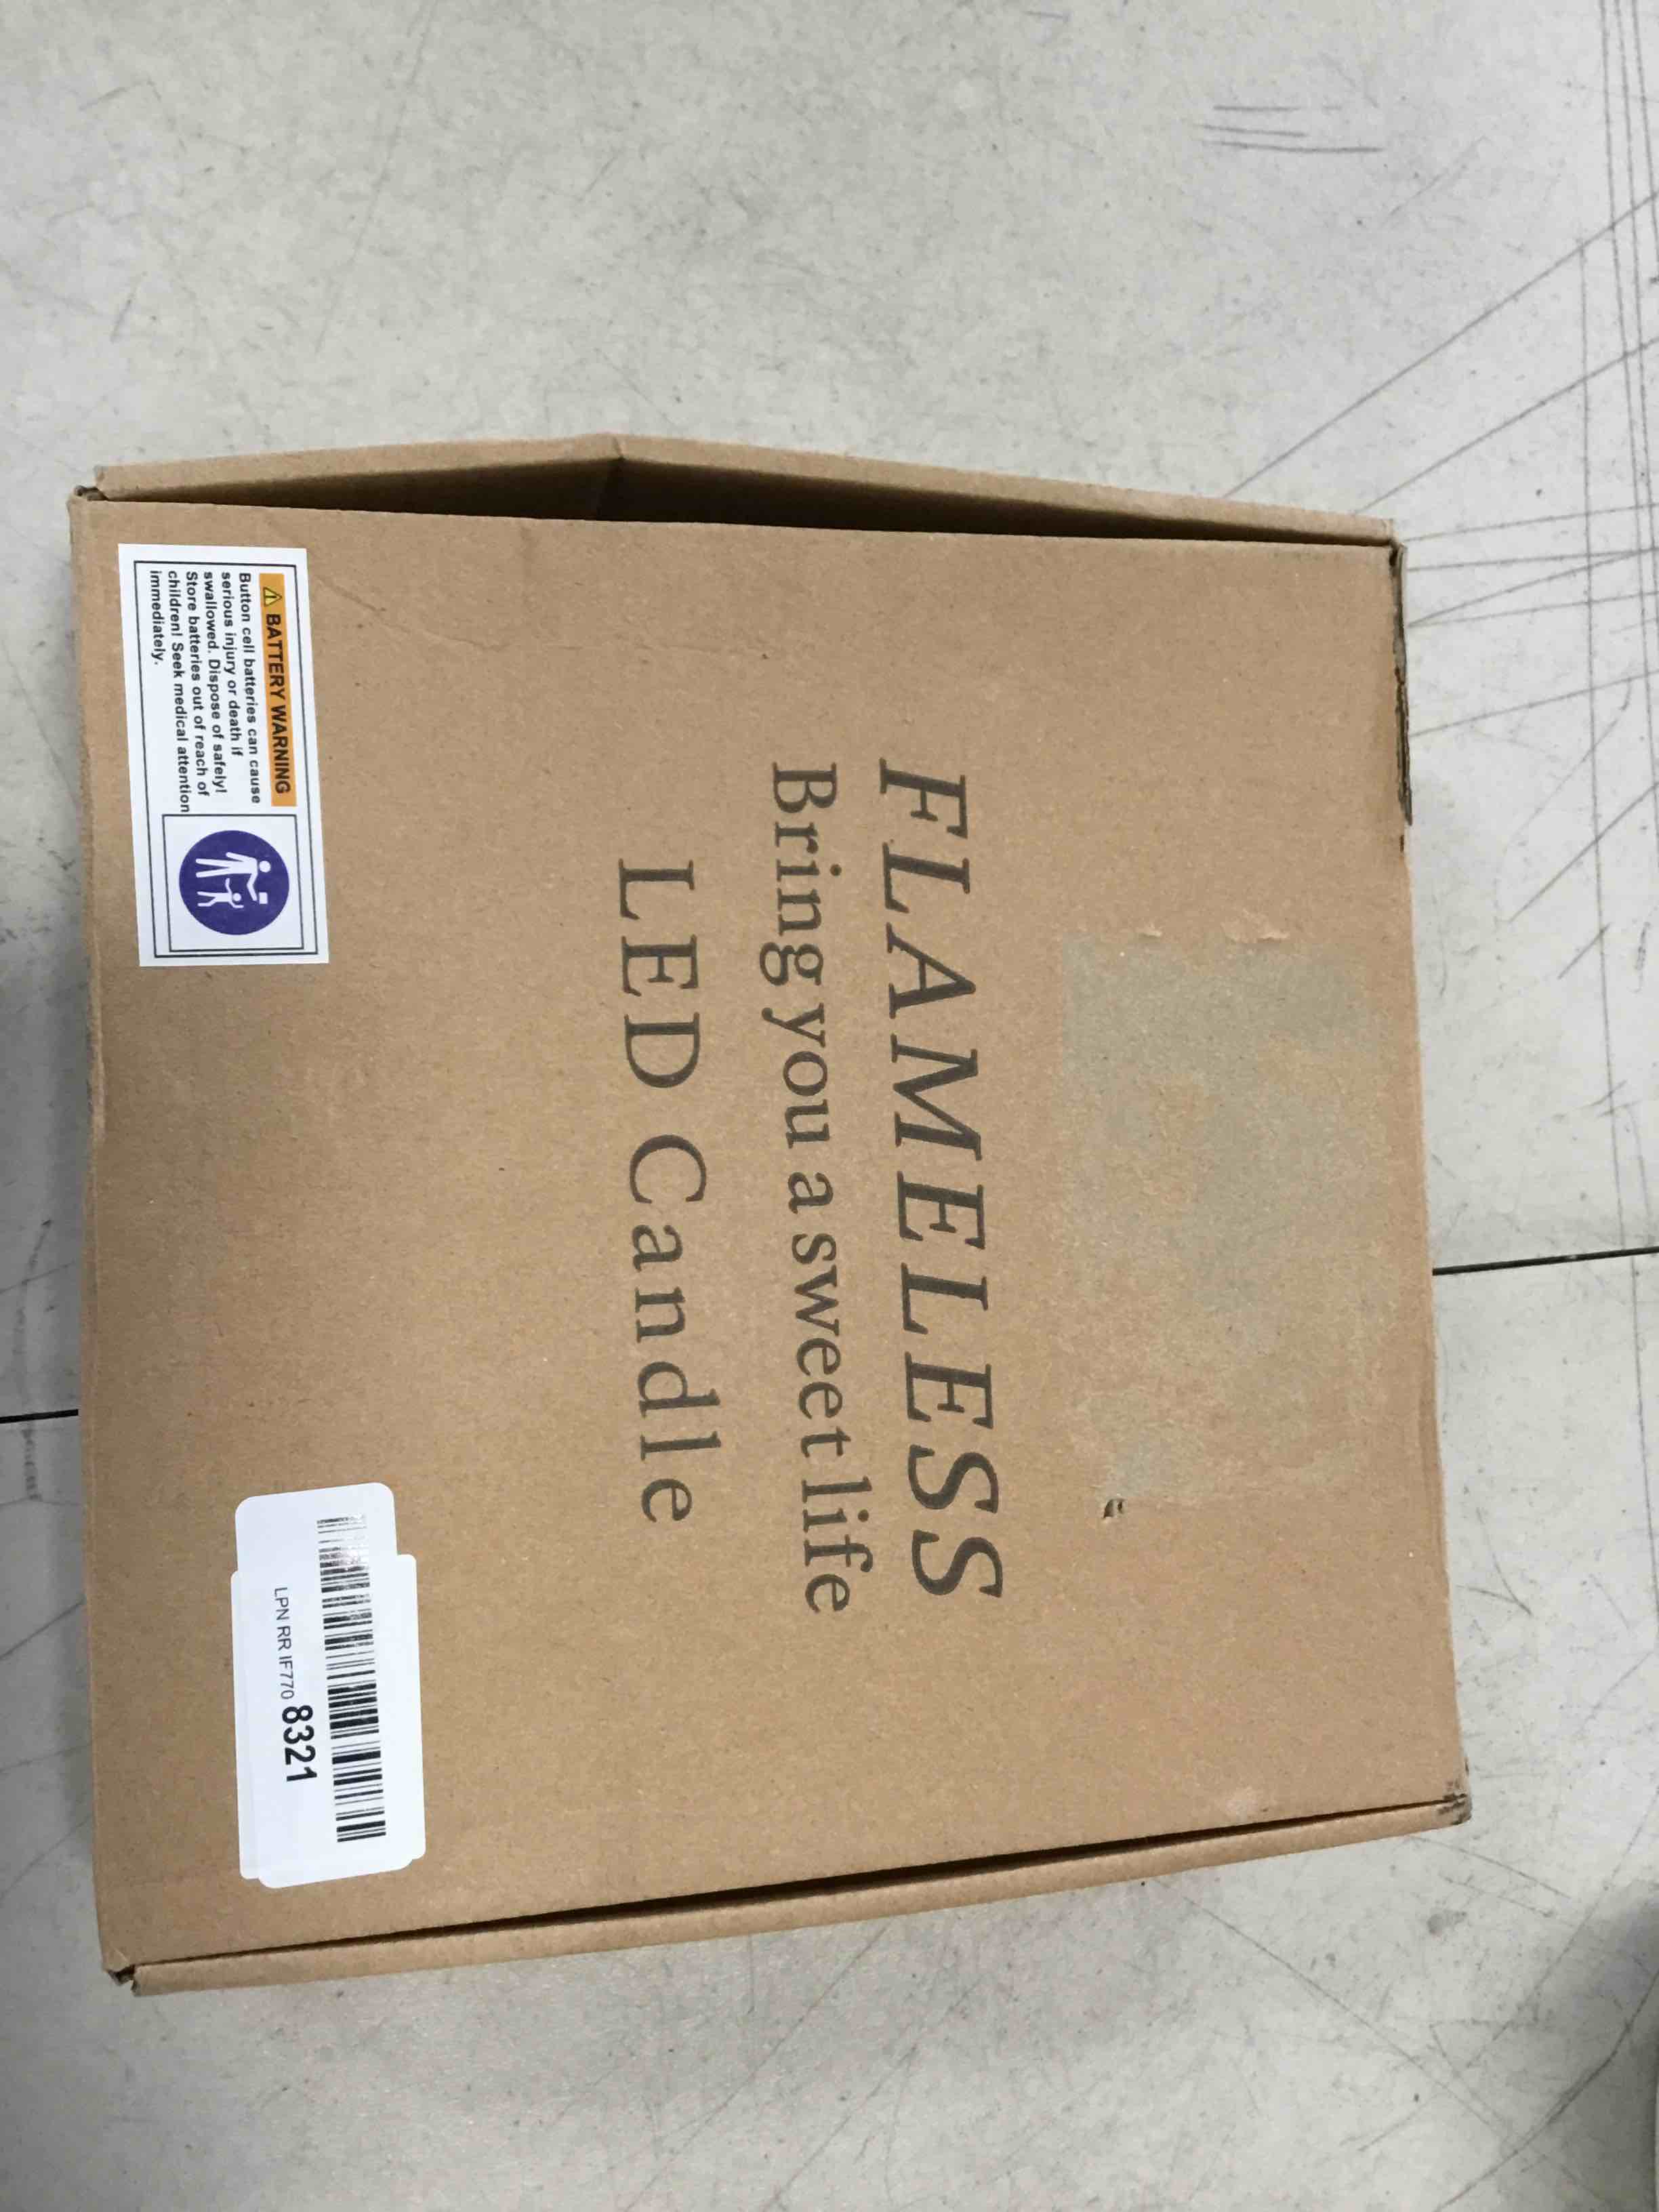 FLAMELESS
Bring you a sweet life
LED Candle
⚠ BATTERY WARNING
Button cell batteries can cause
serious injury or death if
swallowed. Dispose of safely!
Store batteries out of reach of
children! Seek medical attention
immediately.
LPN RR IF770 8321